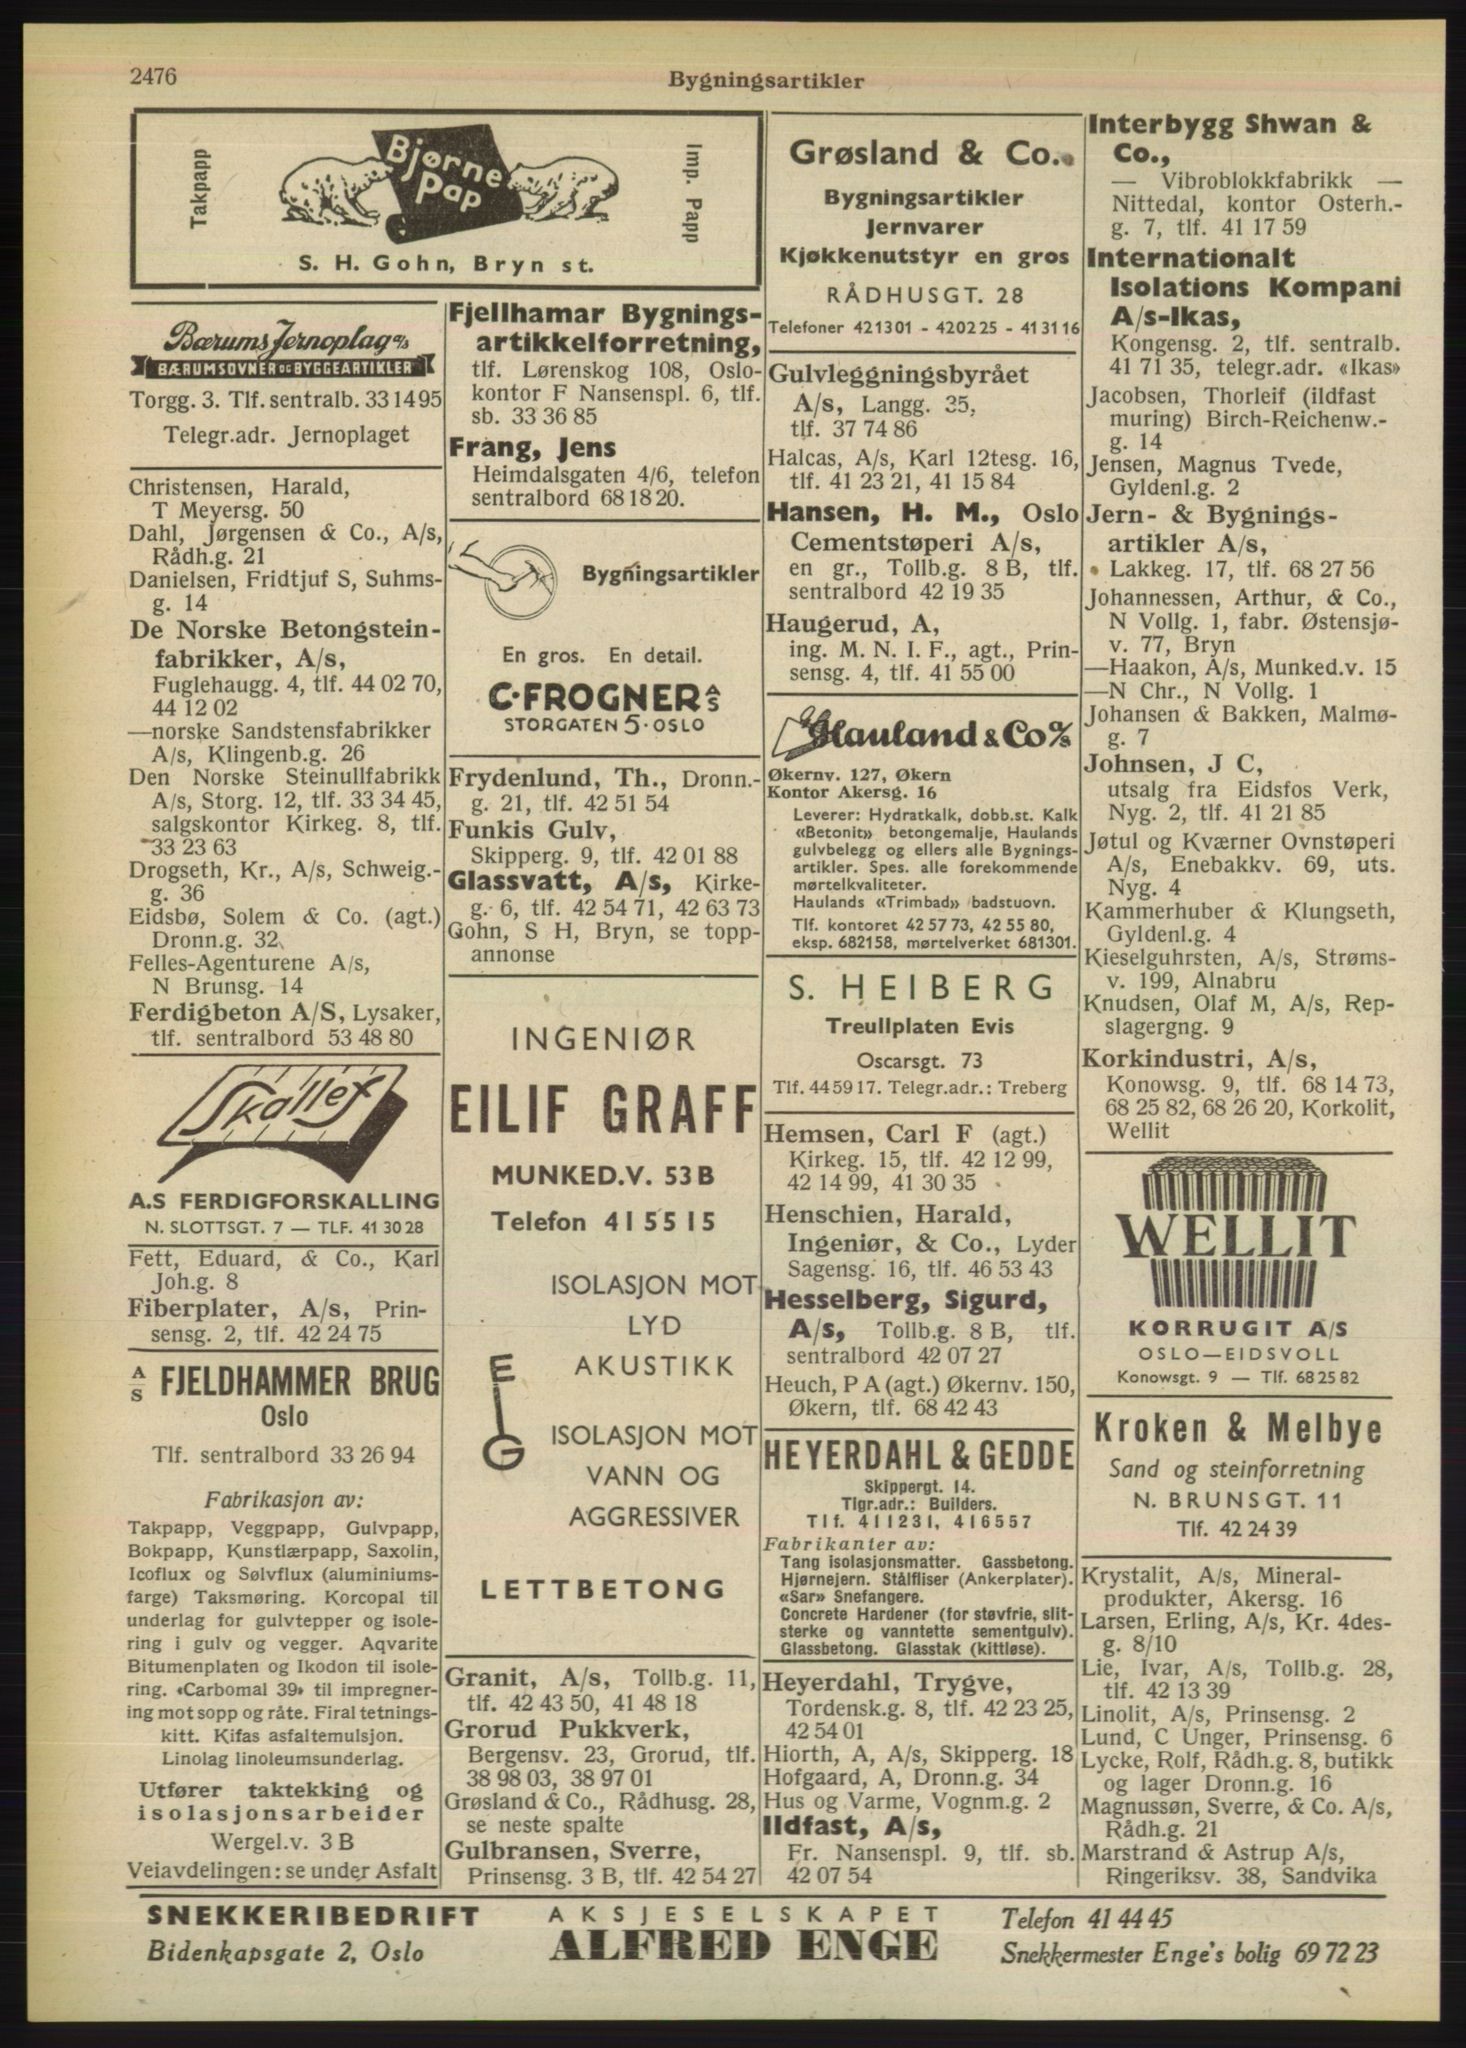 2476
Bygningsartikler
Takpapp
Bjørne
Pap
Imp. Papp
S. H. Gohn, Bryn st.
Bærums Jernoplag A/S
BÆRUMSOVNER OG BYGGEARTIKLER
Torgg. 3. Tlf. sentralb. 33 14 95
Telegr.adr. Jernoplaget
Christensen, Harald,
T Meyersg. 50
Dahl, Jørgensen & Co., A/s,
Rådh.g. 21
Danielsen, Fridtjuf S, Suhms-
g. 14
De Norske Betongstein-
fabrikker, A/s,
Fuglehaugg. 4, tlf. 44 02 70,
44 12 02
—norske Sandstensfabrikker
A/s, Klingenb.g. 26
Den Norske Steinullfabrikk
A/s, Storg. 12, tlf. 33 34 45,
salgskontor Kirkeg. 8, tlf.
33 23 63
Drogseth, Kr., A/s, Schweig.-
g. 36
Eidsbø, Solem & Co. (agt.)
Dronn.g. 32
Felles-Agenturene A/s,
N Brunsg. 14
Ferdigbeton A/S, Lysaker,
tlf. sentralbord 53 48 80
Skallef
A.S FERDIGFORSKALLING
N. SLOTTSGT. 7 — TLF. 41 30 28
Fett, Eduard, & Co., Karl
Joh.g. 8
Fiberplater, A/s, Prin-
sensg. 2, tlf. 42 24 75
A/S FJELDHAMMER BRUG
Oslo
Tlf. sentralbord 33 26 94
Fabrikasjon av:
Takpapp, Veggpapp, Gulvpapp,
Bokpapp, Kunstlærpapp, Saxolin,
Icoflux og Sølvflux (aluminiums-
farge) Taksmøring. Korcopal til
underlag for gulvtepper og isole-
ring i gulv og vegger. Aqvarite
Bitumenplaten og Ikodon til isole-
ring. «Carbomal 39» til impregner-
ing mot sopp og råte. Firal tetnings-
kitt. Kifas asfaltemulsjon.
Linolag linoleumsunderlag.
Utfører taktekking og
isolasjonsarbeider
Wergel.v. 3 B
Veiavdelingen: se under Asfalt
Fjellhamar Bygnings-
artikkelforretning,
tlf. Lørenskog 108, Oslo-
kontor F Nansenspl. 6, tlf.
sb. 33 36 85
Frang, Jens
Heimdalsgaten 4/6, telefon
sentralbord 68 18 20.
Bygningsartikler
En gros. En detail.
C·FROGNER A/S
STORGATEN 5·OSLO
Frydenlund, Th., Dronn.-
g. 21, tlf. 42 51 54
Funkis Gulv,
Skipperg. 9, tlf. 42 01 88
Glassvatt, A/s, Kirke-
g. 6, tlf. 42 54 71, 42 63 73
Gohn, S H, Bryn, se topp-
annonse
INGENIØR
EILIF GRAFF
MUNKED.V. 53 B
Telefon 41 55 15
ISOLASJON MOT
LYD
AKUSTIKK
E
G
ISOLASJON MOT
VANN OG
AGGRESSIVER
LETTBETONG
Granit, A/s, Tollb.g. 11,
tlf. 42 43 50, 41 48 18
Grorud Pukkverk,
Bergensv. 23, Grorud, tlf.
38 98 03, 38 97 01
Grøsland & Co., Rådhusg. 28,
se neste spalte
Gulbransen, Sverre,
Prinsensg. 3 B, tlf. 42 54 27
Grøsland & Co.
Bygningsartikler
Jernvarer
Kjøkkenutstyr en gros
RÅDHUSGT. 28
Telefoner 421301 - 420225 - 413116
Gulvleggningsbyrået
A/s, Langg. 35,
tlf. 37 74 86
Halcas, A/s, Karl 12tesg. 16,
tlf. 41 23 21, 41 15 84
Hansen, H. M., Oslo
Cementstøperi A/s,
en gr., Tollb.g. 8 B, tlf.
sentralbord 42 19 35
Haugerud, A,
ing. M. N. I. F., agt., Prin-
sensg. 4, tlf. 41 55 00
Hauland & Co A/S
Økernv. 127, Økern
Kontor Akersg. 16
Leverer: Hydratkalk, dobb.st. Kalk
«Betonit» betongemalje, Haulands
gulvbelegg og ellers alle Bygnings-
artikler. Spes. alle forekommende
mørtelkvaliteter.
Haulands «Trimbad» badstuovn.
Tlf. kontoret 42 57 73, 42 55 80,
eksp. 682158, mørtelverket 681301.
S. HEIBERG
Treullplaten Evis
Oscarsgt. 73
Tlf. 44 59 17. Telegr.adr.: Treberg
Hemsen, Carl F (agt.)
Kirkeg. 15, tlf. 42 12 99,
42 14 99, 41 30 35
Henschien, Harald,
Ingeniør, & Co., Lyder
Sagensg. 16, tlf. 46 53 43
Hesselberg, Sigurd,
A/s, Tollb.g. 8 B, tlf.
sentralbord 42 07 27
Heuch, P A (agt.) Økernv. 150,
Økern, tlf. 68 42 43
HEYERDAHL & GEDDE
Skippergt. 14.
Tlgr.adr.: Builders.
Tlf. 411231, 416557
Fabrikanter av:
Tang isolasjonsmatter. Gassbetong.
Hjørnejern. Stålfliser (Ankerplater).
«Sar» Snefangere.
Concrete Hardener (for støvfrie, slit-
sterke og vanntette sementgulv).
Glassbetong. Glasstak (kittløse).
Heyerdahl, Trygve,
Tordensk.g. 8, tlf. 42 23 25,
42 54 01
Hiorth, A, A/s, Skipperg. 18
Hofgaard, A, Dronn.g. 34
Hus og Varme, Vognm.g. 2
Ildfast, A/s,
Fr. Nansenspl. 9, tlf. sb.
42 07 54
Interbygg Shwan &
Co.,
— Vibroblokkfabrikk —
Nittedal, kontor Osterh.-
g. 7, tlf. 41 17 59
Internationalt
Isolations Kompani
A/s-Ikas,
Kongensg. 2, tlf. sentralb.
41 71 35, telegr.adr. «Ikas»
Jacobsen, Thorleif (ildfast
muring) Birch-Reichenw.-
g. 14
Jensen, Magnus Tvede,
Gyldenl.g. 2
Jern- & Bygnings-
artikler A/s,
Lakkeg. 17, tlf. 68 27 56
Johannessen, Arthur, & Co.,
N Vollg. 1, fabr. Østensjø-
v. 77, Bryn
—Haakon, A/s, Munked.v. 15
—N Chr., N Vollg. 1
Johansen & Bakken, Malmø-
g. 7
Johnsen, J C,
utsalg fra Eidsfos Verk,
Nyg. 2, tlf. 41 21 85
Jøtul og Kværner Ovnstøperi
A/s, Enebakkv. 69, uts.
Nyg. 4
Kammerhuber & Klungseth,
Gyldenl.g. 4
Kieselguhrsten, A/s, Strøms-
v. 199, Alnabru
Knudsen, Olaf M, A/s, Rep-
slagergng. 9
Korkindustri, A/s,
Konowsg. 9, tlf. 68 14 73,
68 25 82, 68 26 20, Korkolit,
Wellit
WELLIT
KORRUGIT A/S
OSLO—EIDSVOLL
Konowsgt. 9 — Tlf. 68 25 82
Kroken & Melbye
Sand og steinforretning
N. BRUNSGT. 11
Tlf. 42 24 39
Krystalit, A/s, Mineral-
produkter, Akersg. 16
Larsen, Erling, A/s, Kr. 4des-
g. 8/10
Lie, Ivar, A/s, Tollb.g. 28,
tlf. 42 13 39
Linolit, A/s, Prinsensg. 2
Lund, C Unger, Prinsensg. 6
Lycke, Rolf, Rådh.g. 8, butikk
og lager Dronn.g. 16
Magnussøn, Sverre, & Co. A/s,
Rådh.g. 21
Marstrand & Astrup A/s,
Ringeriksv. 38, Sandvika
SNEKKERIBEDRIFT
Bidenkapsgate 2, Oslo
AKSJESELSKAPET
ALFRED ENGE
Telefon 41 44 45
Snekkermester Enge's bolig 69 72 23